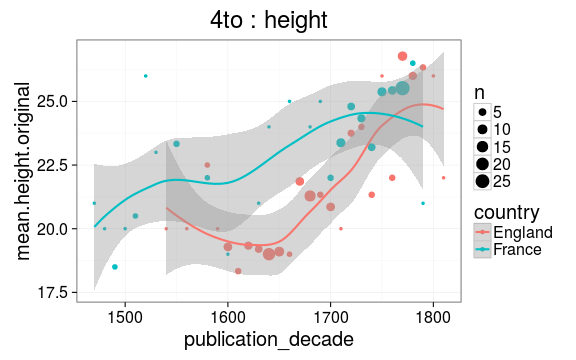 4to : height
mean.height.original
25.0
22.5
20.0
17.5
1500
1600
1700
1800
publication_decade
n
5
10
15
20
25
country
England
France